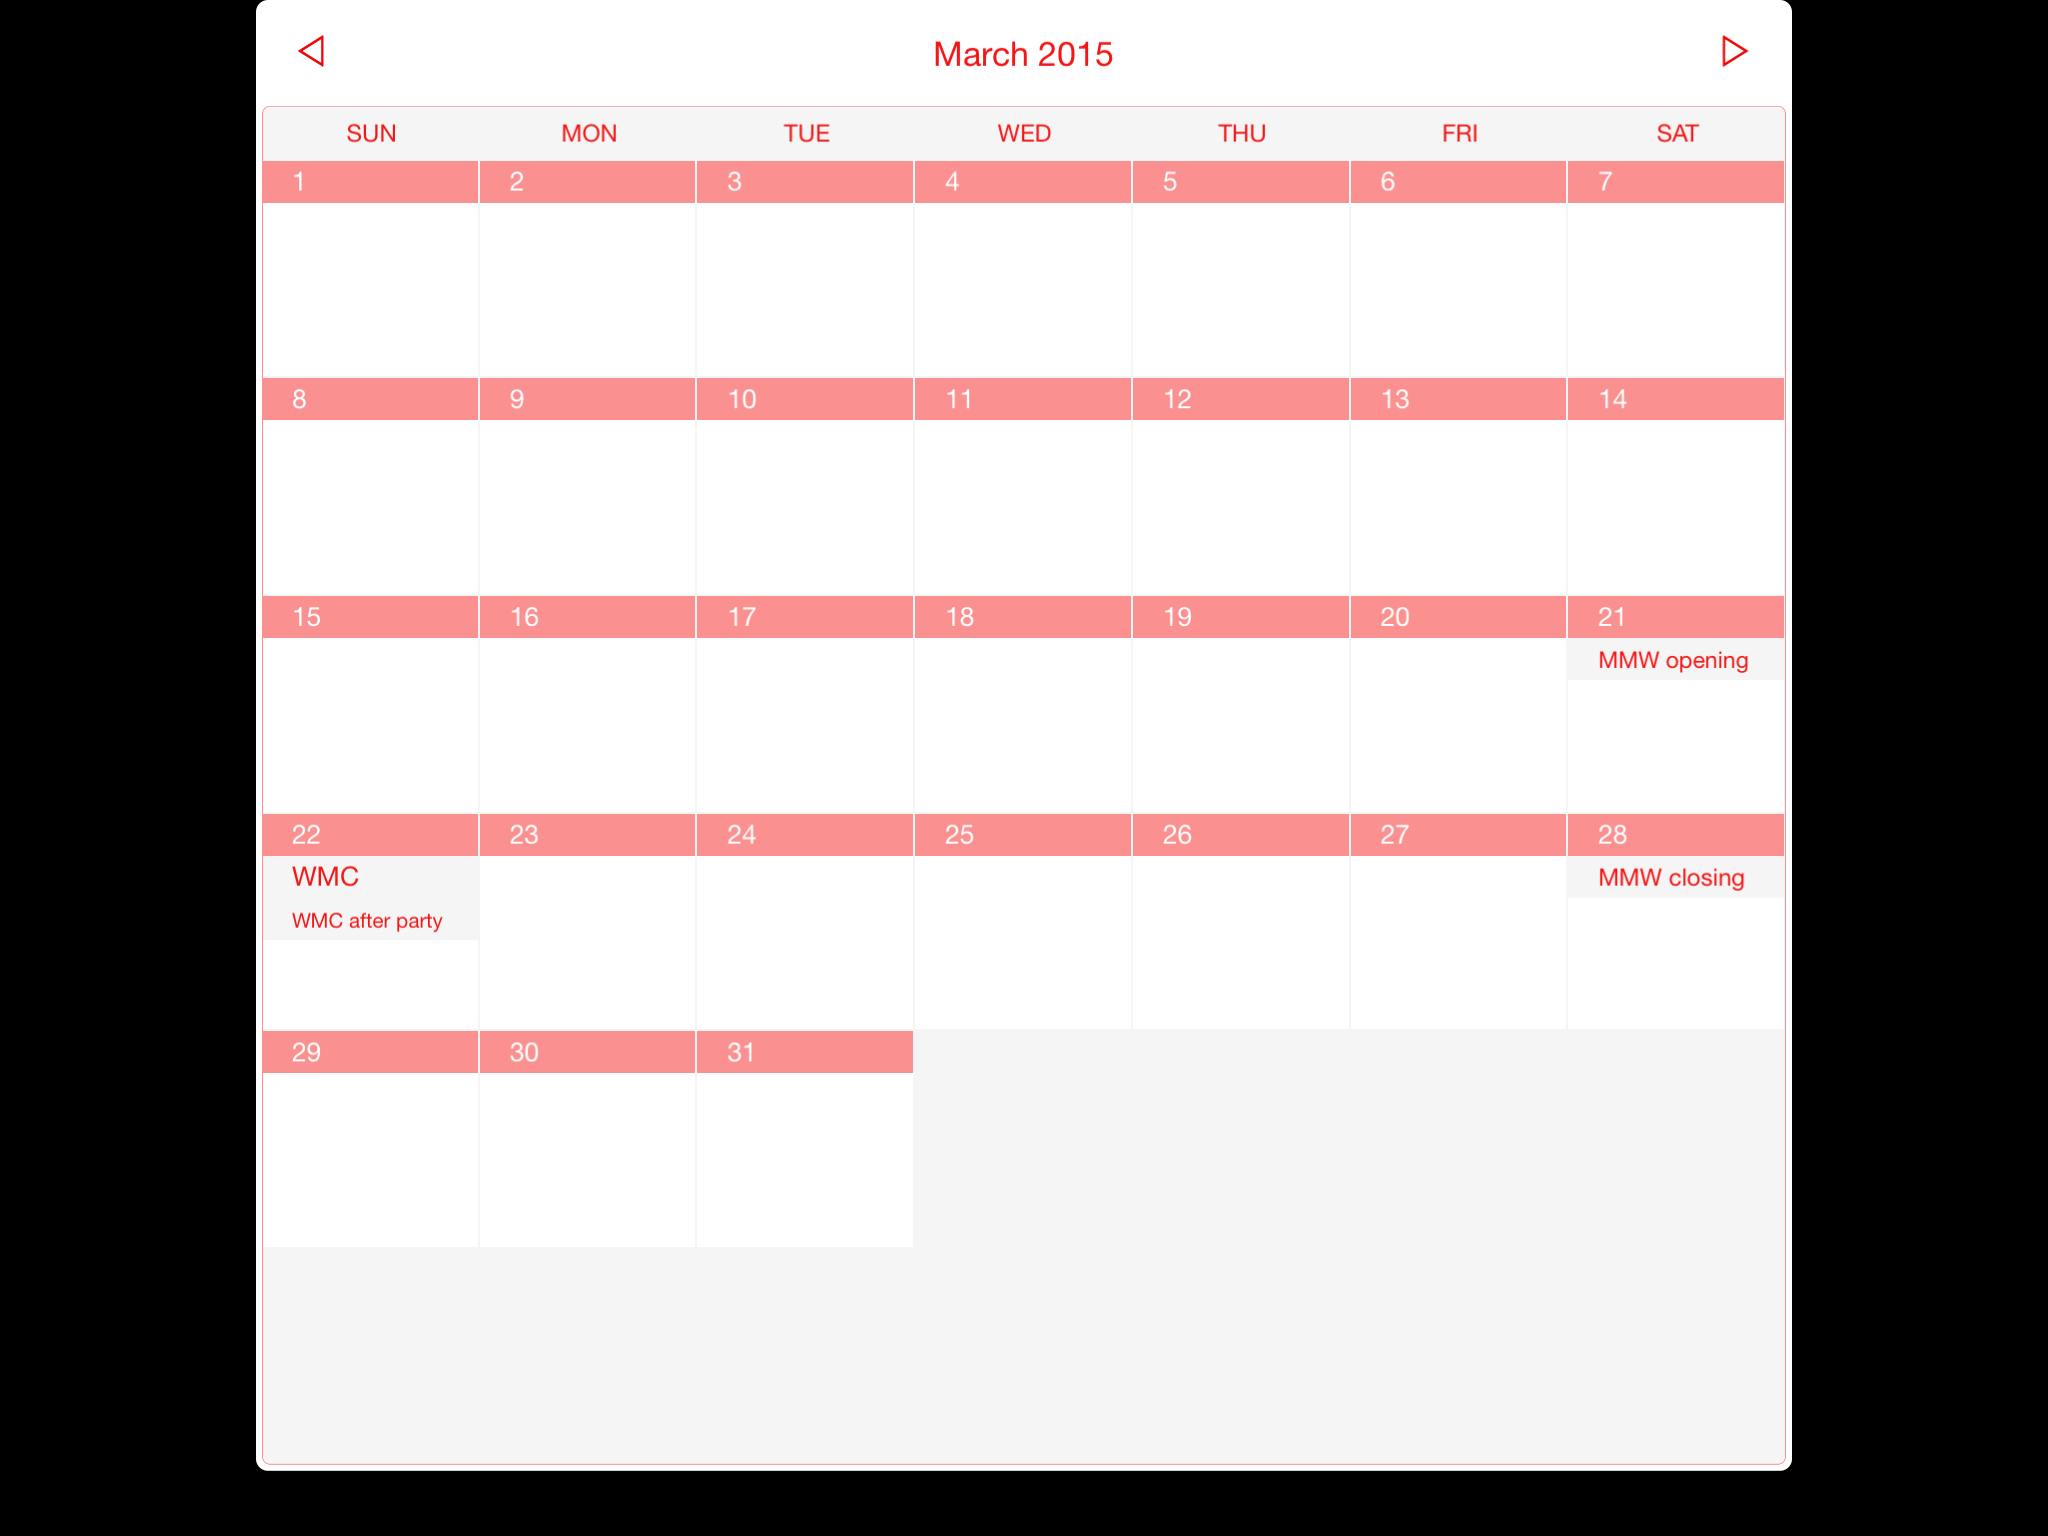 March 2015
SUN MON TUE WED THU FRI SAT
1 2 3 4 5 6 7
8 9 10 11 12 13 14
15 16 17 18 19 20 21
MMW opening
22 23 24 25 26 27 28
WMC MMW closing
WMC after party
29 30 31